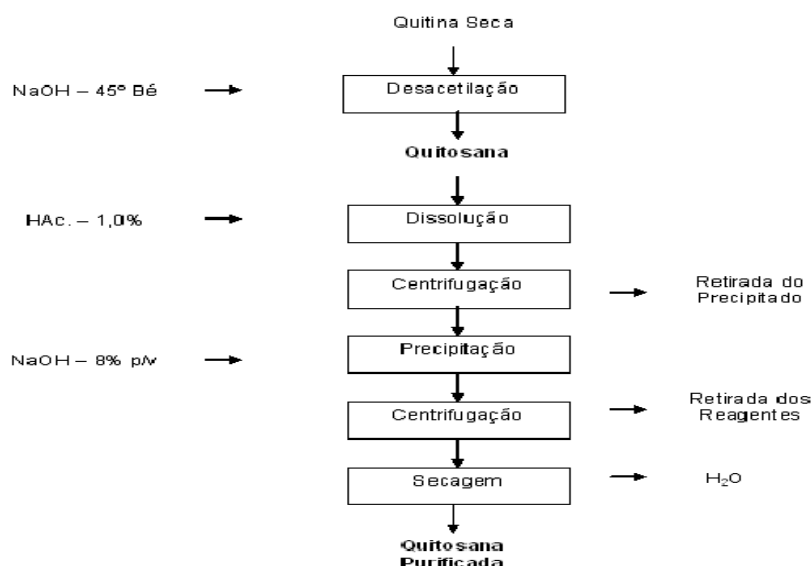 Quitina Seca
NaOH – 45º Bé
Desacetilação
Quitosana
HAc. – 1,0%
Dissolução
Centrifugação
Retirada do
Precipitado
NaOH – 8% p/v
Precipitação
Centrifugação
Retirada dos
Reagentes
Secagem
H₂O
Quitosana
Purificada